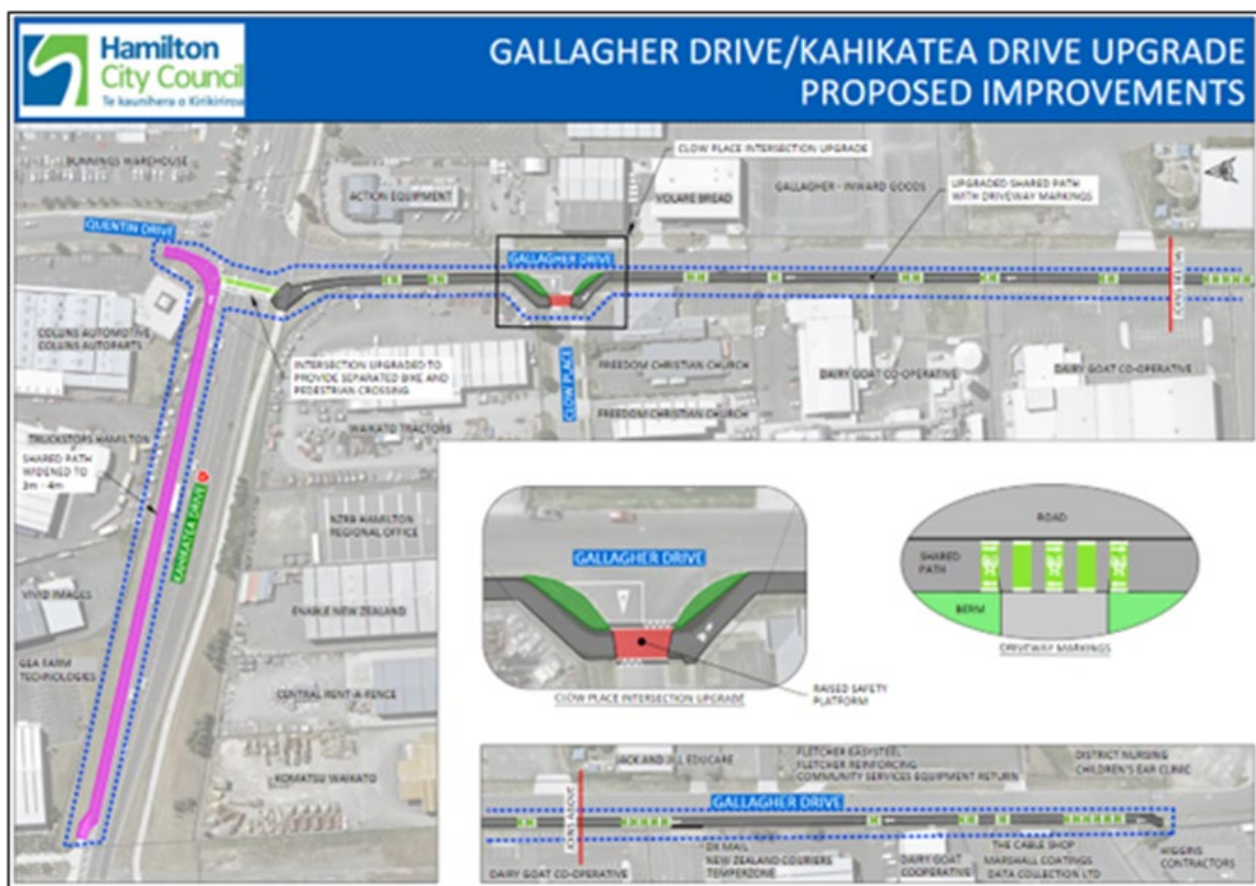 Hamilton
City Council
Te kaunihera o Kirikiriroa
GALLAGHER DRIVE/KAHIKATEA DRIVE UPGRADE
PROPOSED IMPROVEMENTS
BUNNINGS WAREHOUSE
CLOW PLACE INTERSECTION UPGRADE
ACTION EQUIPMENT
VOLARE BREAD
GALLAGHER - INWARD GOODS
UPGRADED SHARED PATH
WITH DRIVEWAY MARKINGS
QUENTIN DRIVE
GALLAGHER DRIVE
COLLINS AUTOMOTIVE
COLLINS AUTOPARTS
INTERSECTION UPGRADED TO
PROVIDE SEPARATED BIKE AND
PEDESTRIAN CROSSING
CLOW PLACE
FREEDOM CHRISTIAN CHURCH
DAIRY GOAT CO-OPERATIVE
DAIRY GOAT CO-OPERATIVE
FREEDOM CHRISTIAN CHURCH
WAIKATO TRACTORS
TRUCKSTOPS HAMILTON
SHARED PATH
WIDENED TO
3m - 4m
KAHIKATEA DRIVE
NZRB HAMILTON
REGIONAL OFFICE
VIVID IMAGES
ENABLE NEW ZEALAND
GEA FARM
TECHNOLOGIES
CENTRAL RENT-A-FENCE
KOMATSU WAIKATO
GALLAGHER DRIVE
CLOW PLACE INTERSECTION UPGRADE
RAISED SAFETY
PLATFORM
ROAD
SHARED
PATH
BERM
DRIVEWAY MARKINGS
JACK AND JILL EDUCARE
FLETCHER EASYSTEEL
FLETCHER REINFORCING
COMMUNITY SERVICES EQUIPMENT RETURN
DISTRICT NURSING
CHILDREN'S EAR CLINIC
GALLAGHER DRIVE
JOINS ABOVE
DAIRY GOAT CO-OPERATIVE
DX MAIL
NEW ZEALAND COURIERS
TEMPERZONE
DAIRY GOAT
COOPERATIVE
THE CABLE SHOP
MARSHALL COATINGS
DATA COLLECTION LTD
HIGGINS
CONTRACTORS